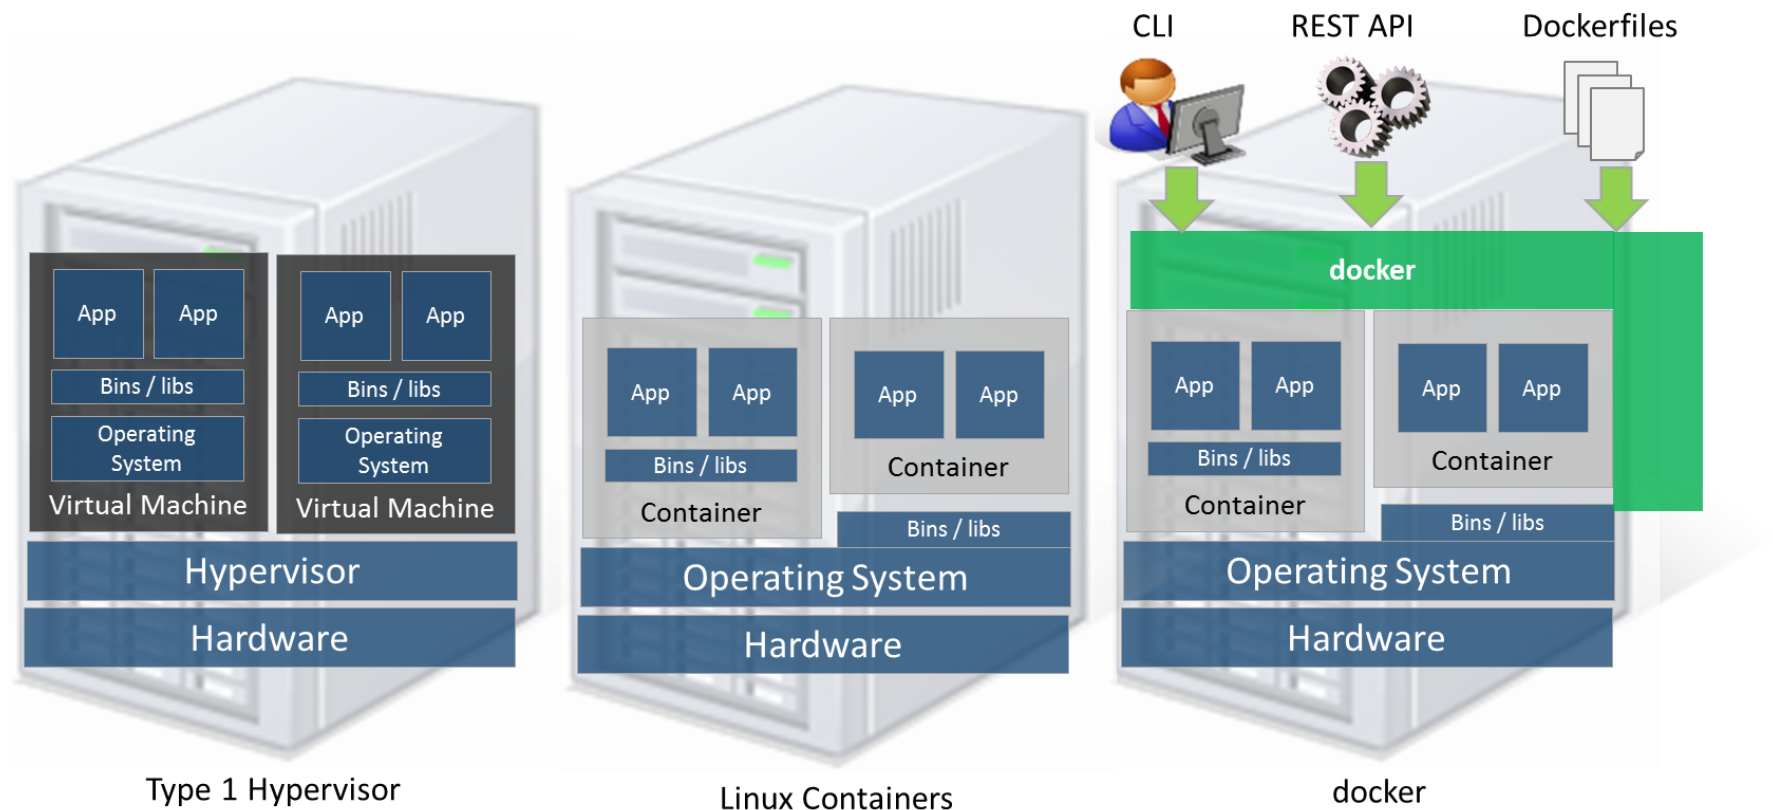 CLI
REST API
Dockerfiles
App
App
Bins / libs
Operating
System
Virtual Machine
App
App
Bins / libs
Operating
System
Virtual Machine
Hypervisor
Hardware
Type 1 Hypervisor
App
App
Bins / libs
Container
App
App
Container
Bins / libs
Operating System
Hardware
Linux Containers
docker
App
App
Bins / libs
Container
App
App
Container
Bins / libs
Operating System
Hardware
docker